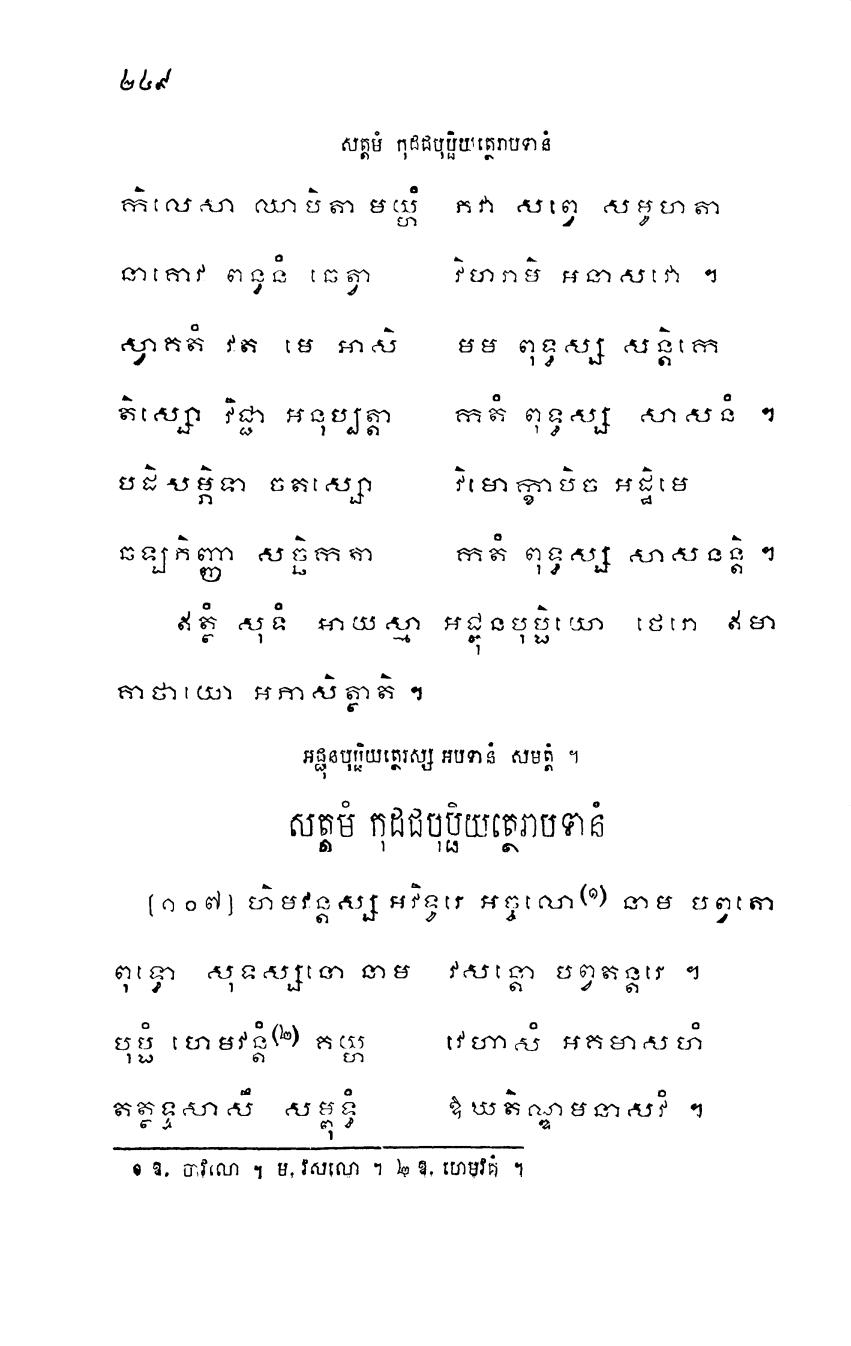 ២៤៩
សត្តមំ កុដជបុប្ផិយត្ថេរាបទានំ
កិលេសា ឈាបិតា មយ្ហំ ភវា សព្វេ សមូហតា
នាគោវ ពន្ធនំ ឆេត្វា វិហរាមិ អនាសវោ ។
ស្វាគតំ វត មេ អាសិ មម ពុទ្ធស្ស សន្តិកេ
តិស្សោ វិជ្ជា អនុប្បត្តា កតំ ពុទ្ធស្ស សាសនំ ។
បដិសម្ភិទា ចតស្សោ វិមោក្ខាបិច អដ្ឋិមេ
ឆឡភិញ្ញា សច្ឆិកតា កតំ ពុទ្ធស្ស សាសនន្តិ ។
ឥត្ថំ សុទំ អាយស្មា អជ្ជុនបុប្ផិយោ ថេរោ ឥមា
គាថាយោ អភាសិត្ថាតិ ។
អជ្ជុនបុប្ផិយត្ថេរស្ស អបទានំ សមត្តំ ។
សត្តមំ កុដជបុប្ផិយត្ថេរាបទានំ
[១០៧] ហិមវន្តស្ស អវិទូរេ អច្ចលោ(១) នាម បព្វតោ
ពុទ្ធោ សុទស្សនោ នាម វសន្តោ បព្វតន្តរេ ។
បុប្ផំ ហេមវន្តំ(២) គយ្ហ វេហាសំ អគមាសហំ
តត្ថទ្ទសាសឹ សម្ពុទ្ធំ ឱឃតិណ្ណមនាសវំ ។
១ ឱ. ចាវលោ ។ ម. វសលោ ។ ២ ឱ. ហេមវគំ ។